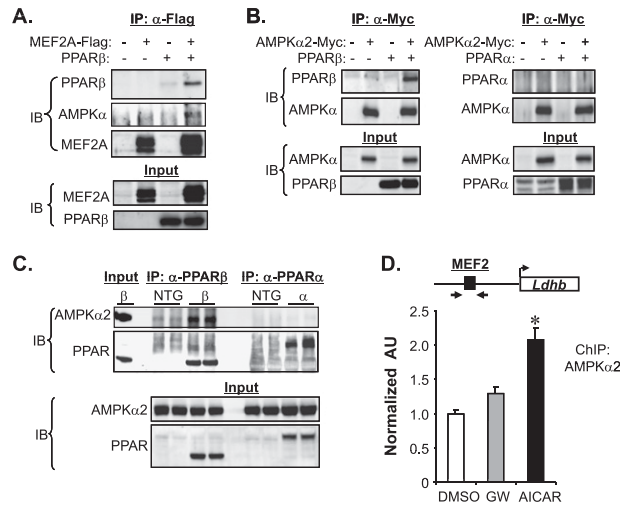 A.
IP: α-Flag
MEF2A-Flag: - + - +
PPARβ: - - + +
IB
PPARβ
AMPKα
MEF2A
Input
IB
MEF2A
PPARβ
B.
IP: α-Myc
AMPKα2-Myc: - + - +
PPARβ: - - + +
IB
PPARβ
AMPKα
Input
IB
AMPKα
PPARβ
IP: α-Myc
AMPKα2-Myc: - + - +
PPARα: - - + +
PPARα
AMPKα
Input
AMPKα
PPARα
C.
Input IP: α-PPARβ IP: α-PPARα
β NTG β NTG α
IB
AMPKα2
PPAR
Input
IB
AMPKα2
PPAR
D.
MEF2
Ldhb
Normalized AU
2.5
2.0
1.5
1.0
0.5
0.0
*
ChIP:
AMPKα2
DMSO GW AICAR